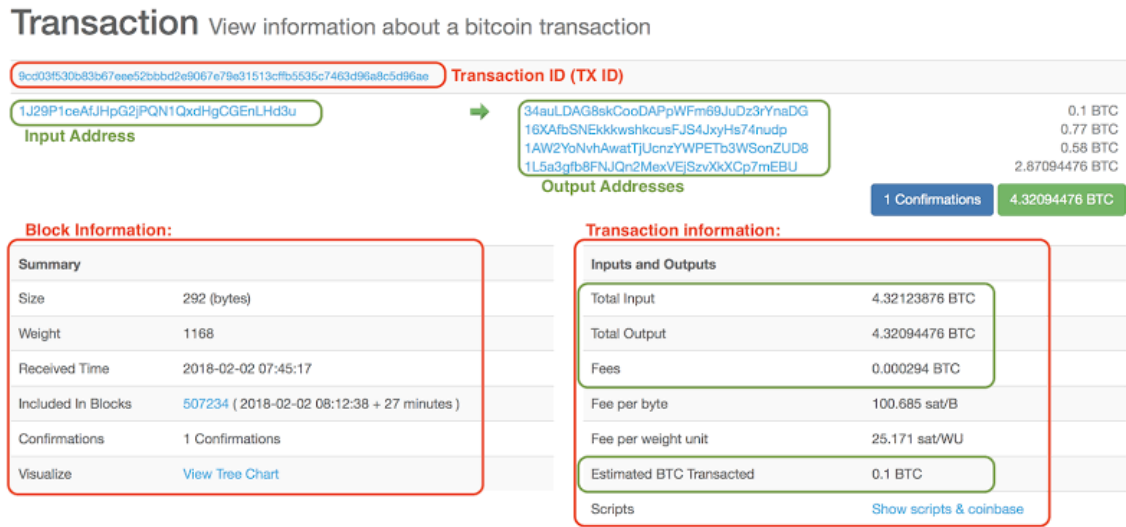 Transaction View information about a bitcoin transaction
9cd03f530b83b67eee52bbbd2e9067e79e31513cffb5535c7463d96a8c5d96ae Transaction ID (TX ID)
1J29P1ceAfJHpG2jPQN1QxdHgCGEnLHd3u
Input Address
34auLDAG8skCooDAPpWFm69JuDz3rYnaDG 0.1 BTC
16XAfbSNEkkkwshkcusFJS4JxyHs74nudp 0.77 BTC
1AW2YoNvhAwatTjUcnzYWPETb3WSonZUD8 0.58 BTC
1L5a3gfb8FNJQn2MexVEjSzvXkXCp7mEBU 2.87094476 BTC
Output Addresses
1 Confirmations 4.32094476 BTC
Block Information:
Summary
Size 292 (bytes)
Weight 1168
Received Time 2018-02-02 07:45:17
Included In Blocks 507234 ( 2018-02-02 08:12:38 + 27 minutes )
Confirmations 1 Confirmations
Visualize View Tree Chart
Transaction information:
Inputs and Outputs
Total Input 4.32123876 BTC
Total Output 4.32094476 BTC
Fees 0.000294 BTC
Fee per byte 100.685 sat/B
Fee per weight unit 25.171 sat/WU
Estimated BTC Transacted 0.1 BTC
Scripts Show scripts & coinbase